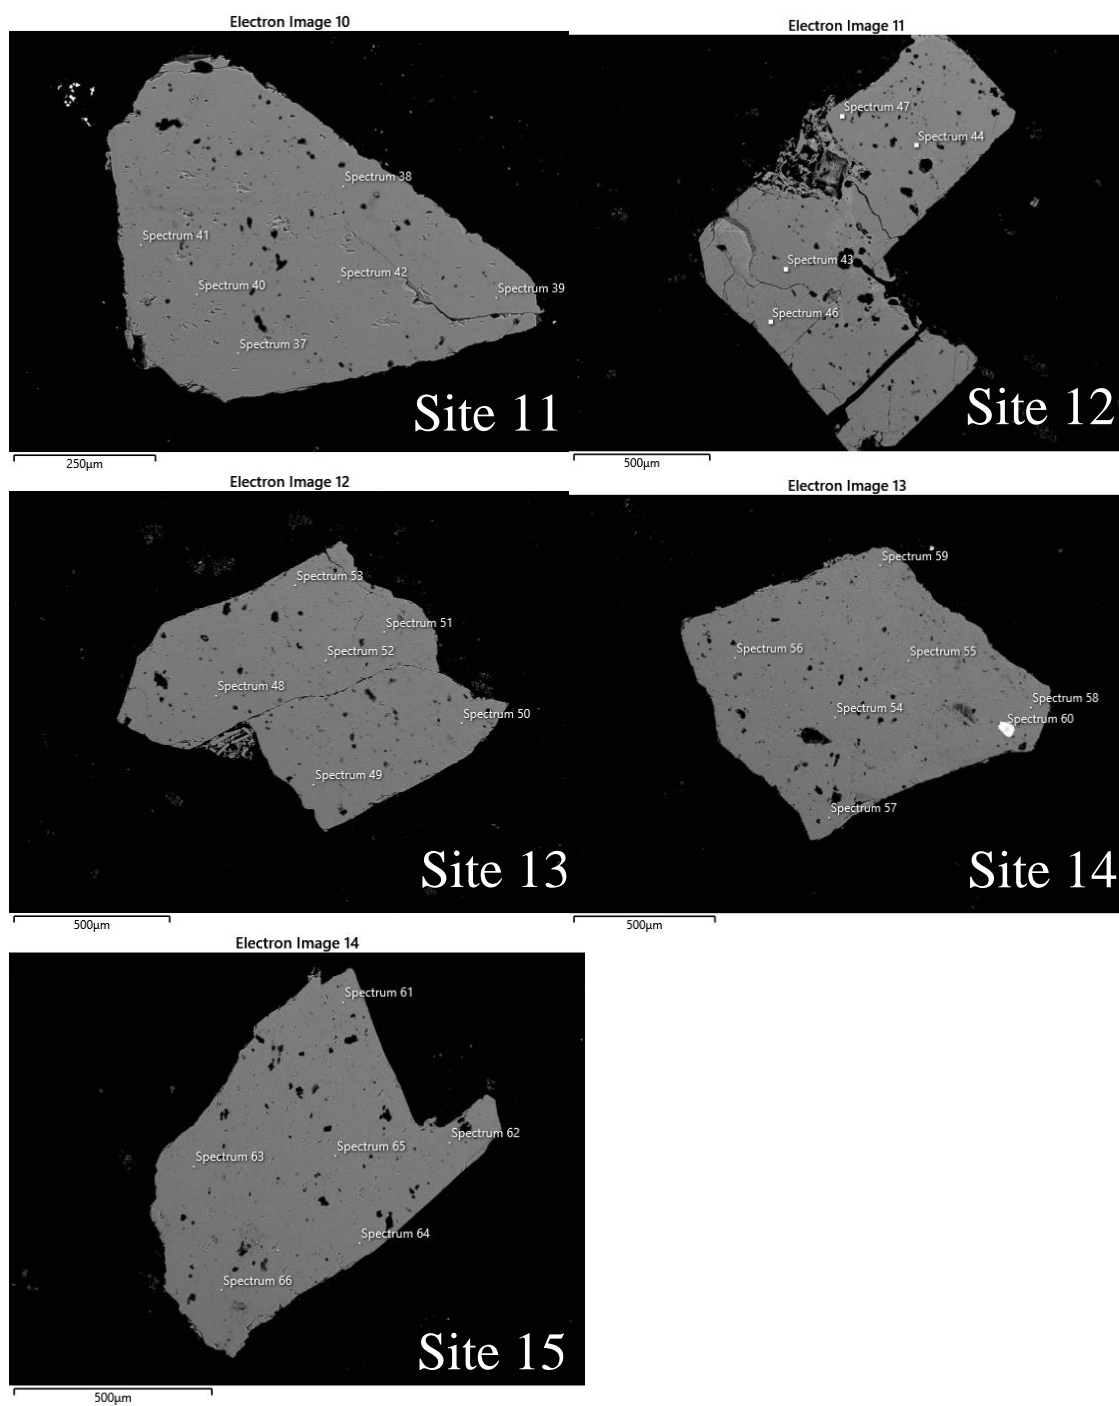 Electron Image 10
Spectrum 38
Spectrum 41
Spectrum 42
Spectrum 40
Spectrum 39
Spectrum 37
Site 11
250µm
Electron Image 11
Spectrum 47
Spectrum 44
Spectrum 43
Spectrum 46
Site 12
500µm
Electron Image 12
Spectrum 53
Spectrum 51
Spectrum 52
Spectrum 48
Spectrum 50
Spectrum 49
Site 13
500µm
Electron Image 13
Spectrum 59
Spectrum 56
Spectrum 55
Spectrum 58
Spectrum 54
Spectrum 60
Spectrum 57
Site 14
500µm
Electron Image 14
Spectrum 61
Spectrum 62
Spectrum 65
Spectrum 63
Spectrum 64
Spectrum 66
Site 15
500µm